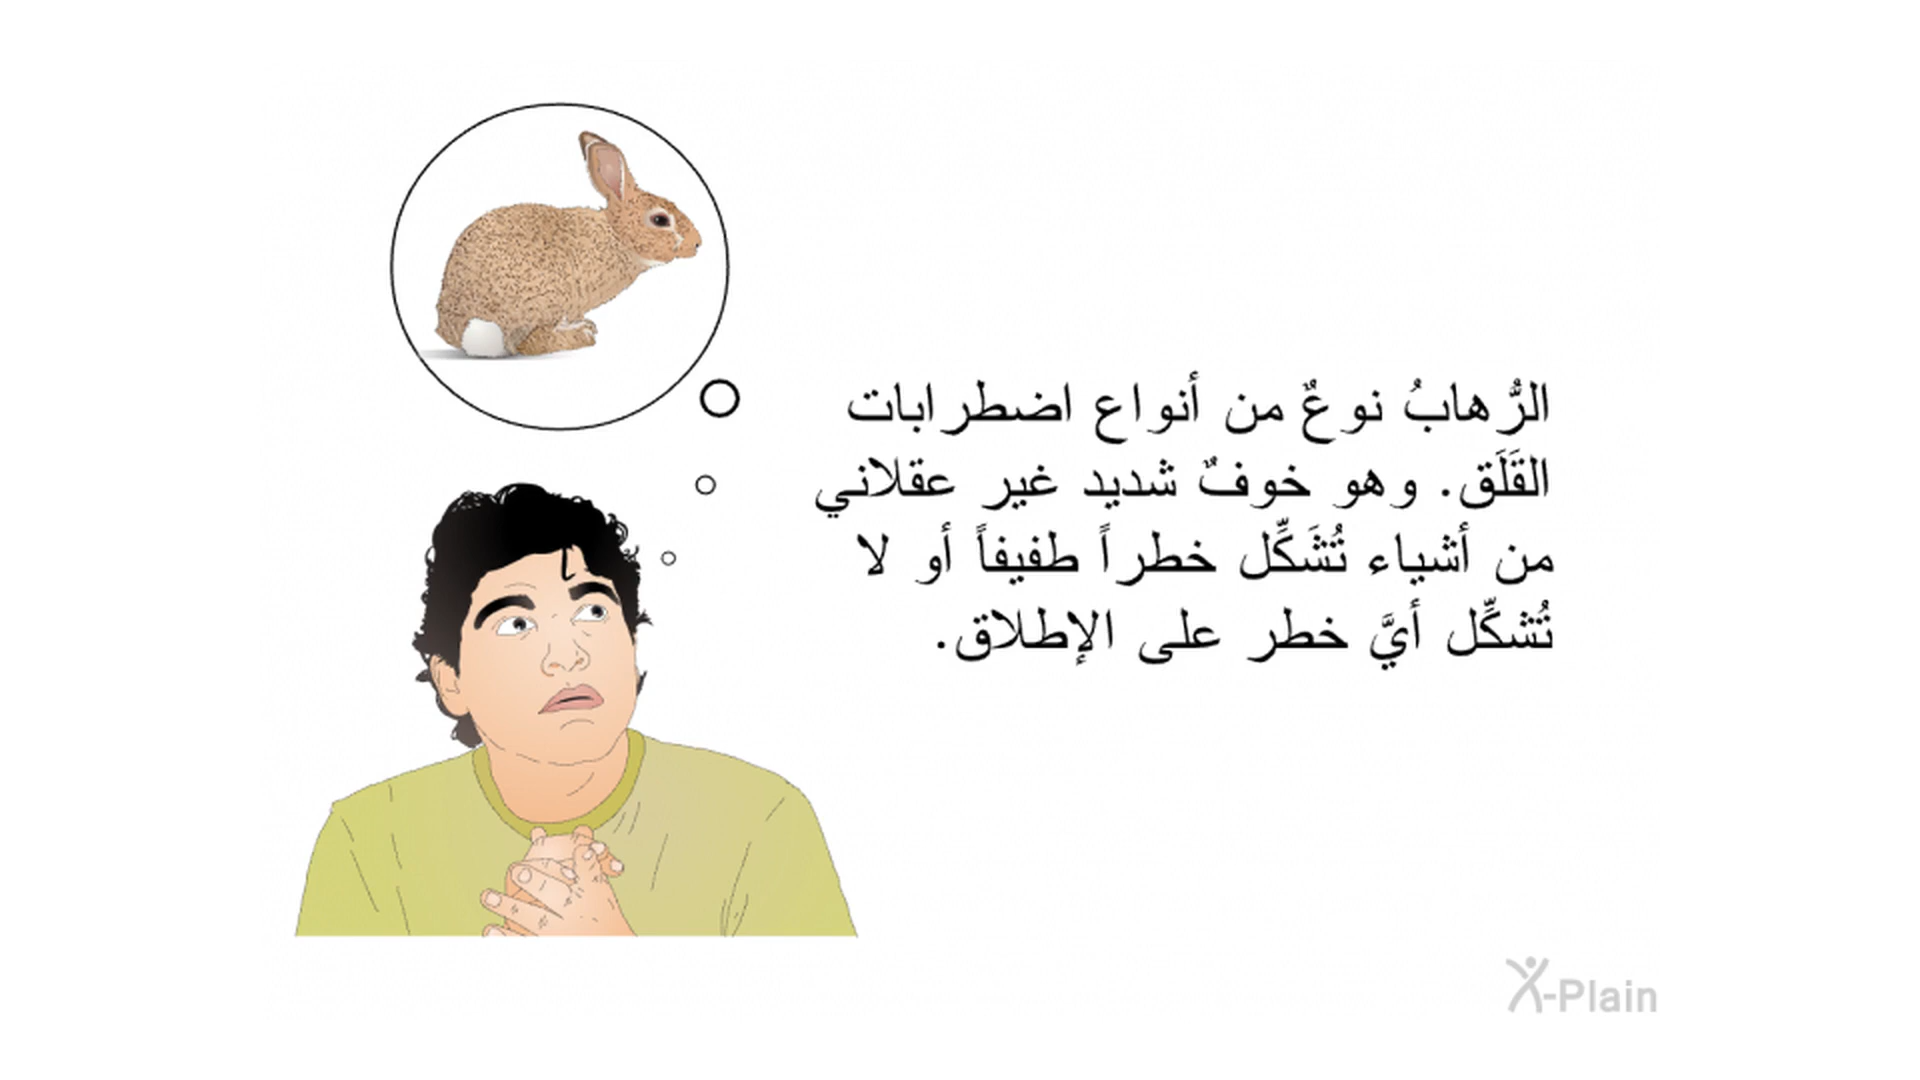 الرُّهابُ نوعٌ من أنواع اضطرابات
القَلَق. وهو خوفٌ شديد غير عقلاني
من أشياء تُشَكِّل خطراً طفيفاً أو لا
تُشكِّل أيَّ خطر على الإطلاق.
X-Plain